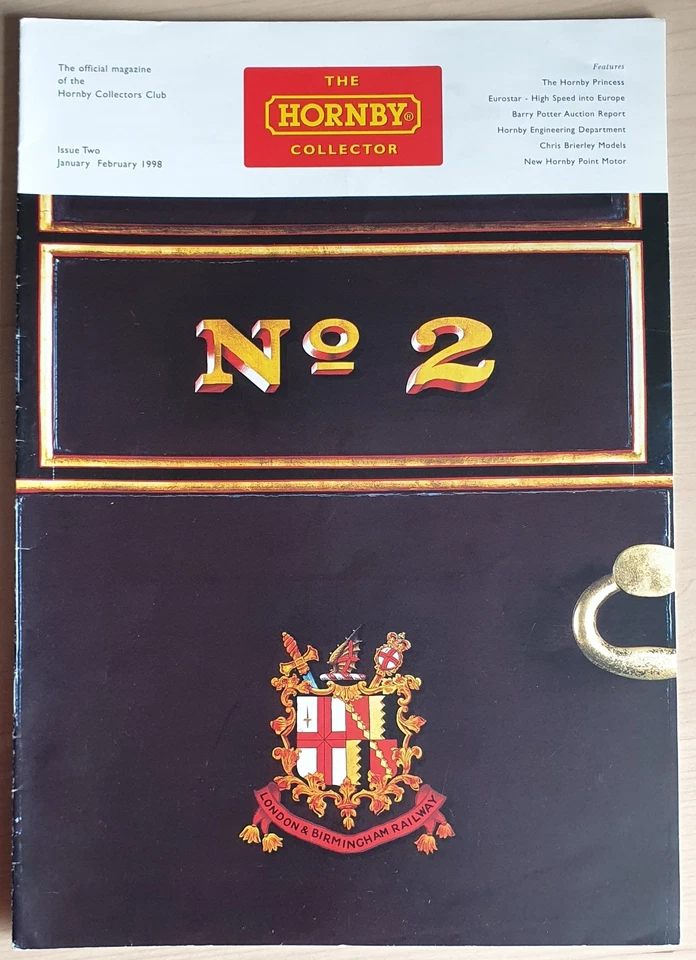 The official magazine
of the
Hornby Collectors Club
Issue Two
January February 1998
THE
HORNBY®
COLLECTOR
Features
The Hornby Princess
Eurostar - High Speed into Europe
Barry Potter Auction Report
Hornby Engineering Department
Chris Brierley Models
New Hornby Point Motor
Nº 2
LONDON & BIRMINGHAM RAILWAY